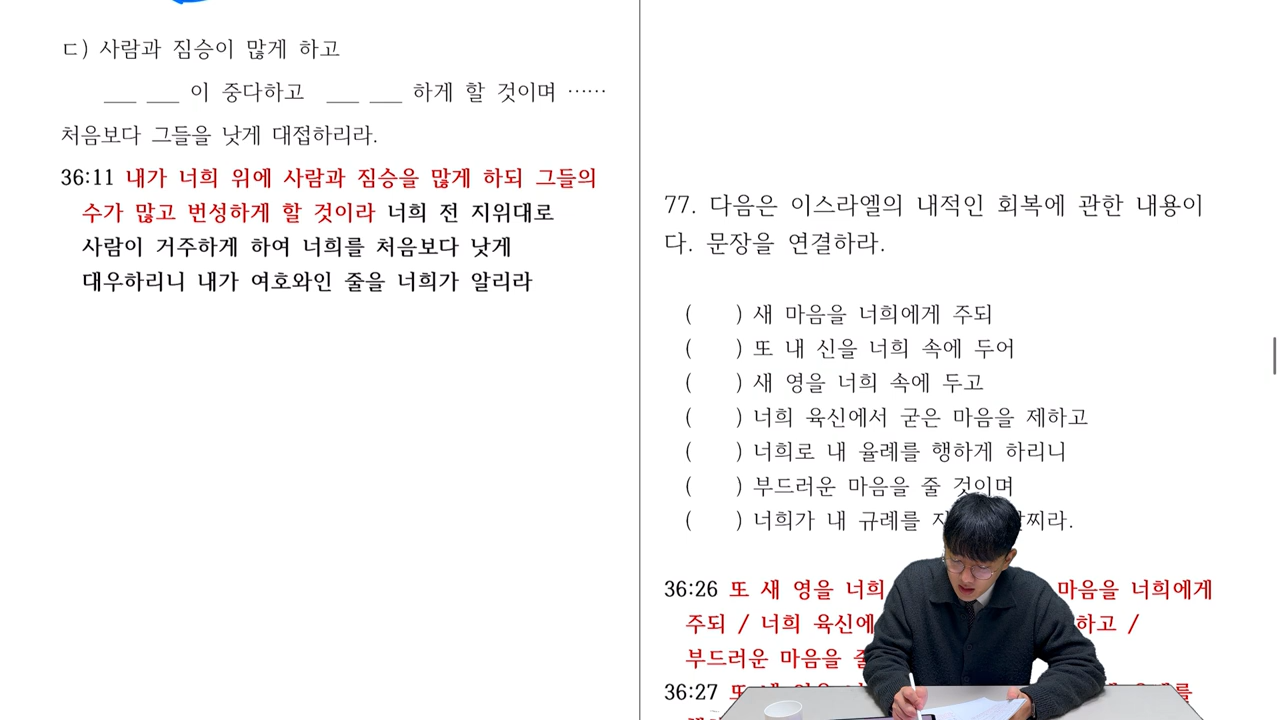 ㄷ) 사람과 짐승이 많게 하고
___ ___ 이 중다하고 ___ ___ 하게 할 것이며 ……
처음보다 그들을 낫게 대접하리라.
36:11 내가 너희 위에 사람과 짐승을 많게 하되 그들의
수가 많고 번성하게 할 것이라 너희 전 지위대로
사람이 거주하게 하여 너희를 처음보다 낫게
대우하리니 내가 여호와인 줄을 너희가 알리라
77. 다음은 이스라엘의 내적인 회복에 관한 내용이
다. 문장을 연결하라.
( ) 새 마음을 너희에게 주되
( ) 또 내 신을 너희 속에 두어
( ) 새 영을 너희 속에 두고
( ) 너희 육신에서 굳은 마음을 제하고
( ) 너희로 내 율례를 행하게 하리니
( ) 부드러운 마음을 줄 것이며
( ) 너희가 내 규례를
36:26 또 새 영을 너희 마음을 너희에게
주되 / 너희 하고 /
부드러운 마음을
36:27